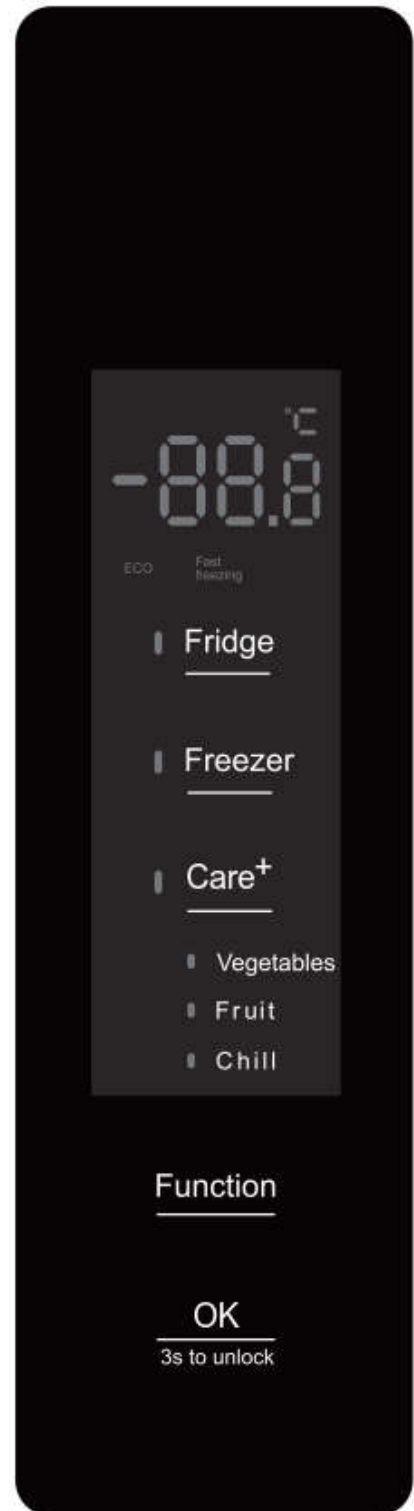 °C
-88.8
ECO Fast
freezing
Fridge
Freezer
Care⁺
Vegetables
Fruit
Chill
Function
OK
3s to unlock